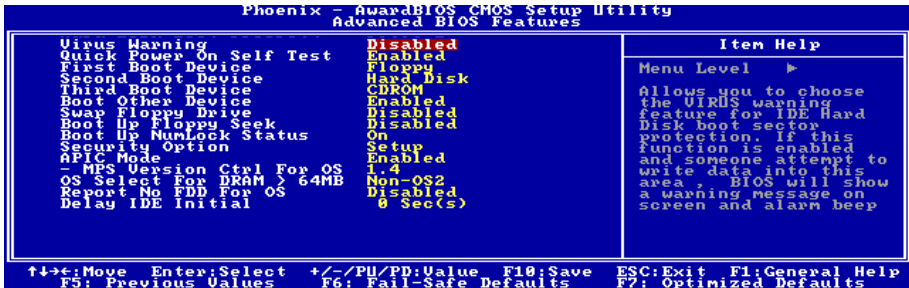 Phoenix - AwardBIOS CMOS Setup Utility
Advanced BIOS Features
Virus Warning Disabled
Quick Power On Self Test Enabled
First Boot Device Floppy
Second Boot Device Hard Disk
Third Boot Device CDROM
Boot Other Device Enabled
Swap Floppy Drive Disabled
Boot Up Floppy Seek Disabled
Boot Up NumLock Status On
Security Option Setup
APIC Mode Enabled
- MPS Version Ctrl For OS 1.4
OS Select For DRAM > 64MB Non-OS2
Report No FDD For OS Disabled
Delay IDE Initial 0 Sec(s)
Item Help
Menu Level ►
Allows you to choose
the VIRUS warning
feature for IDE Hard
Disk boot sector
protection. If this
function is enabled
and someone attempt to
write data into this
area , BIOS will show
a warning message on
screen and alarm beep
↑↓→←:Move Enter:Select +/-/PU/PD:Value F10:Save ESC:Exit F1:General Help
F5: Previous Values F6: Fail-Safe Defaults F7: Optimized Defaults